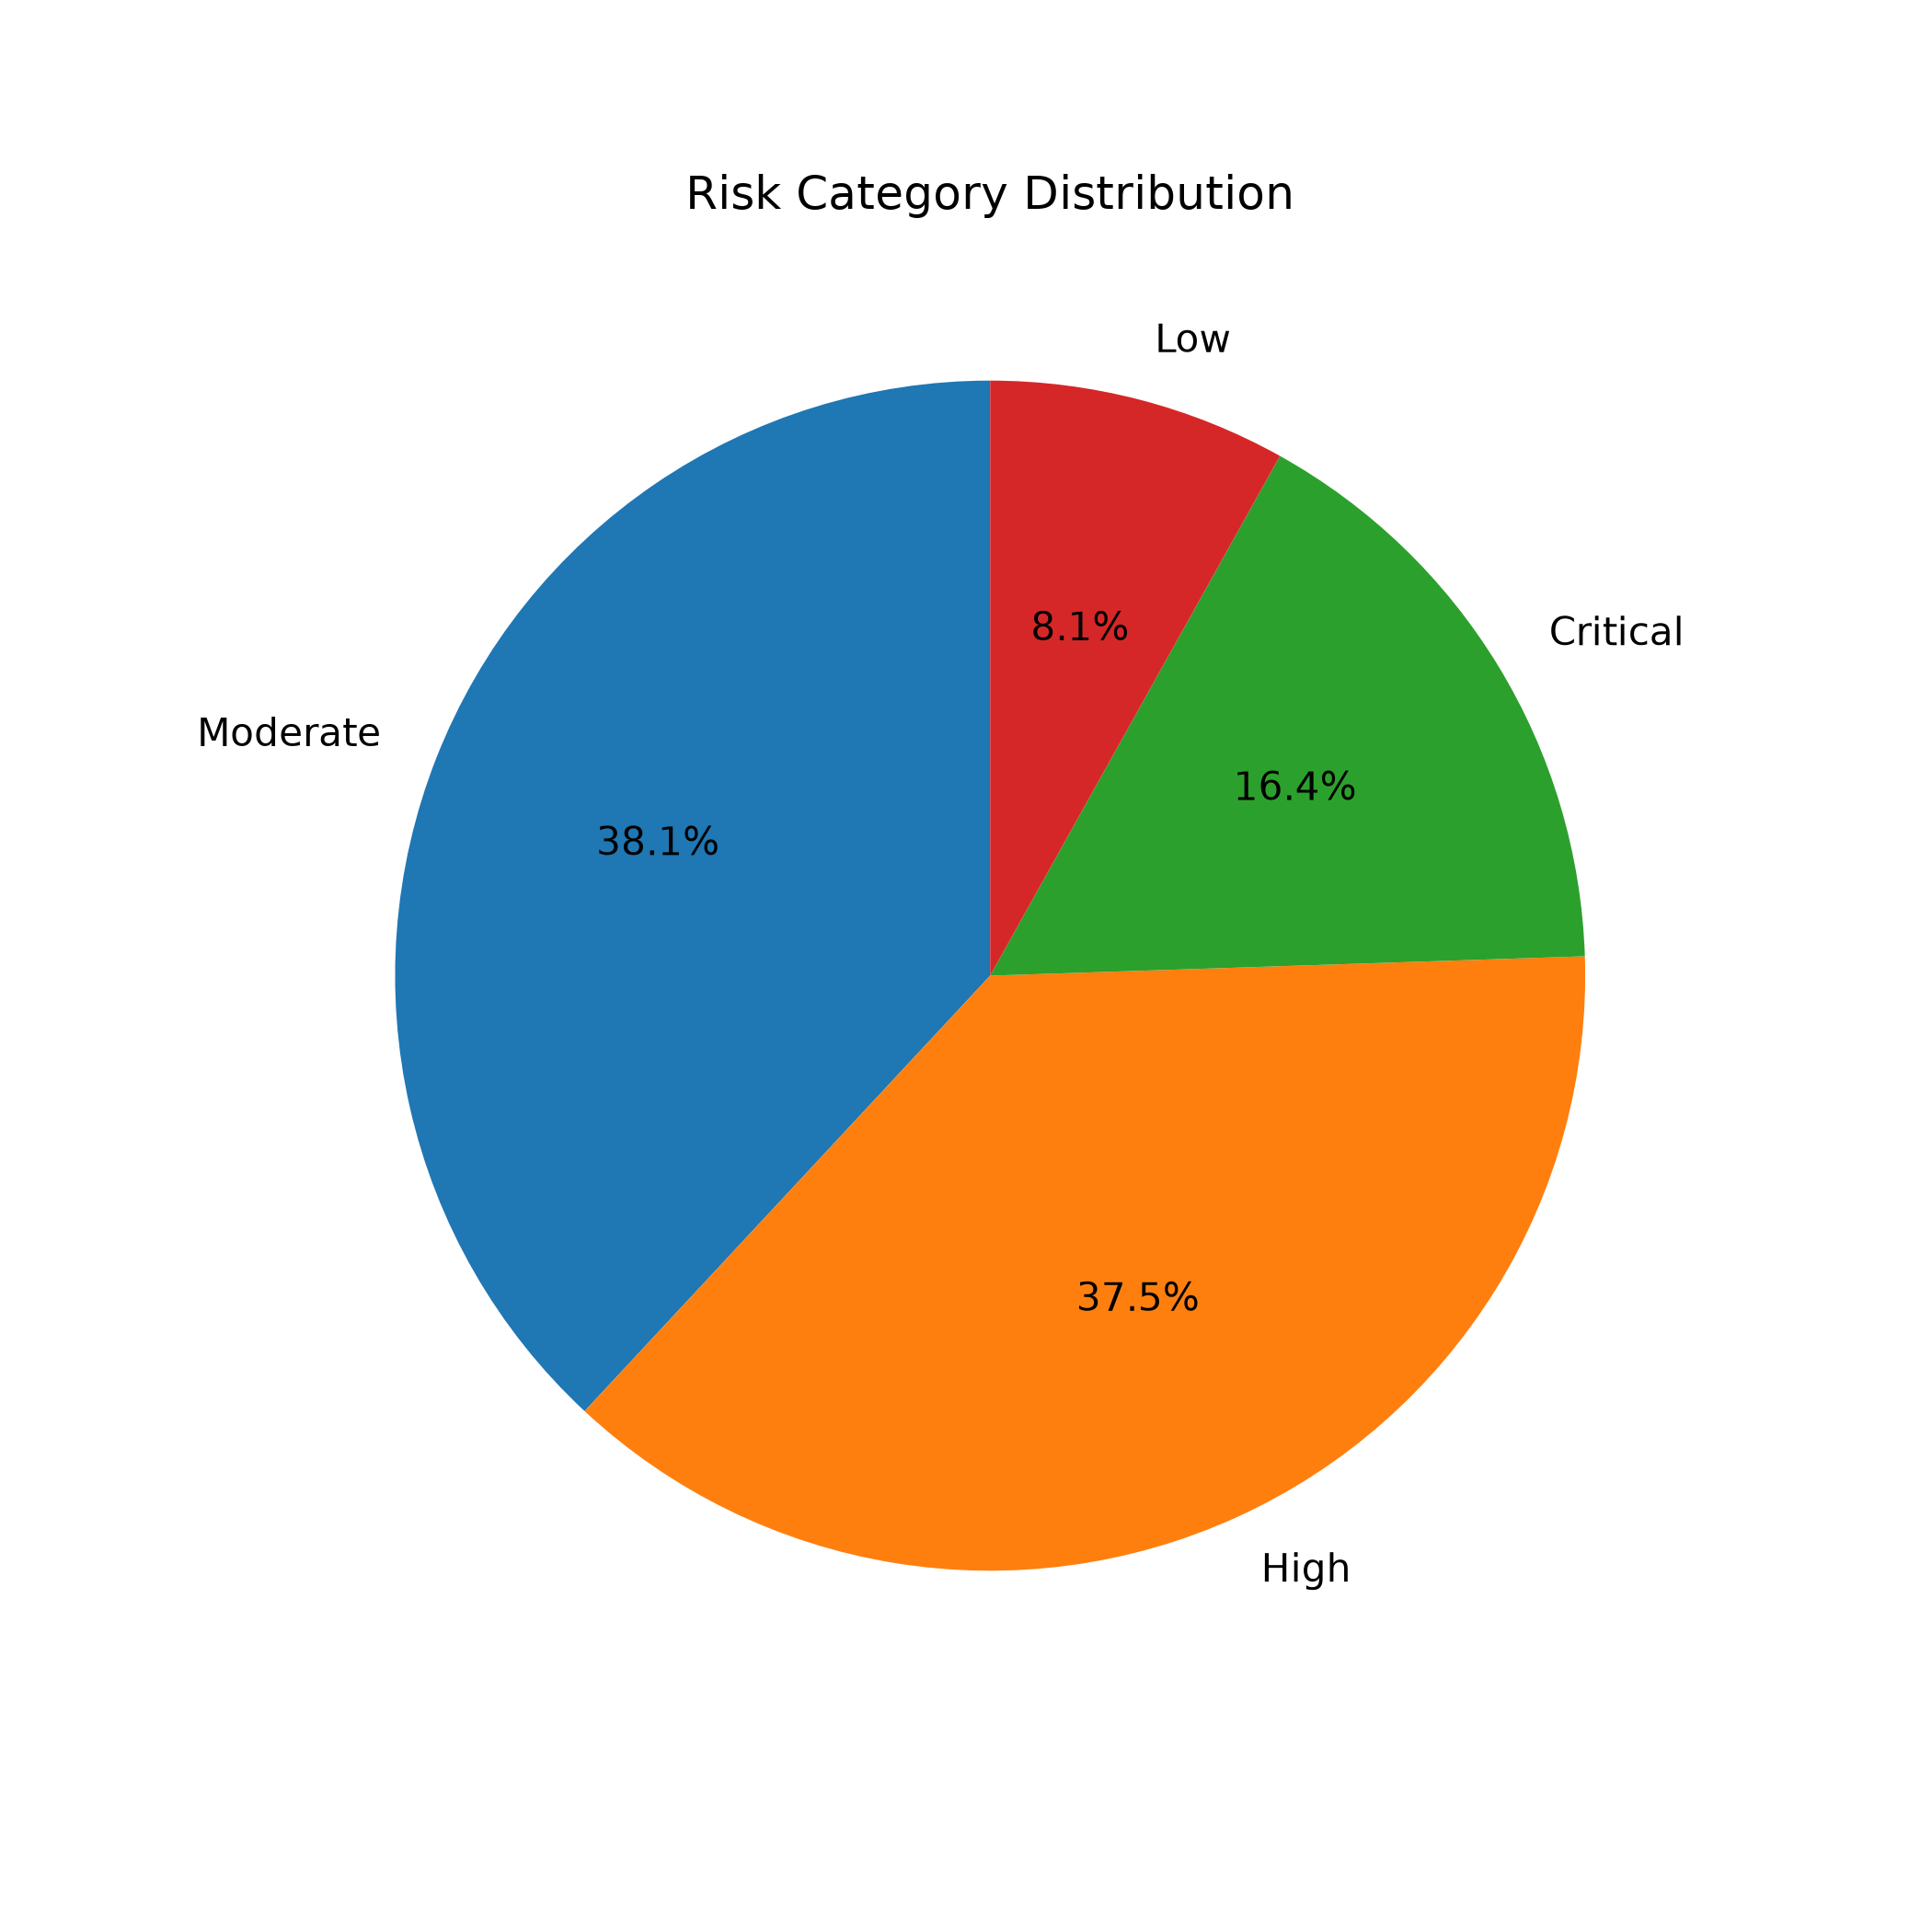 Risk Category Distribution
Low
8.1%
Critical
16.4%
Moderate
38.1%
37.5%
High